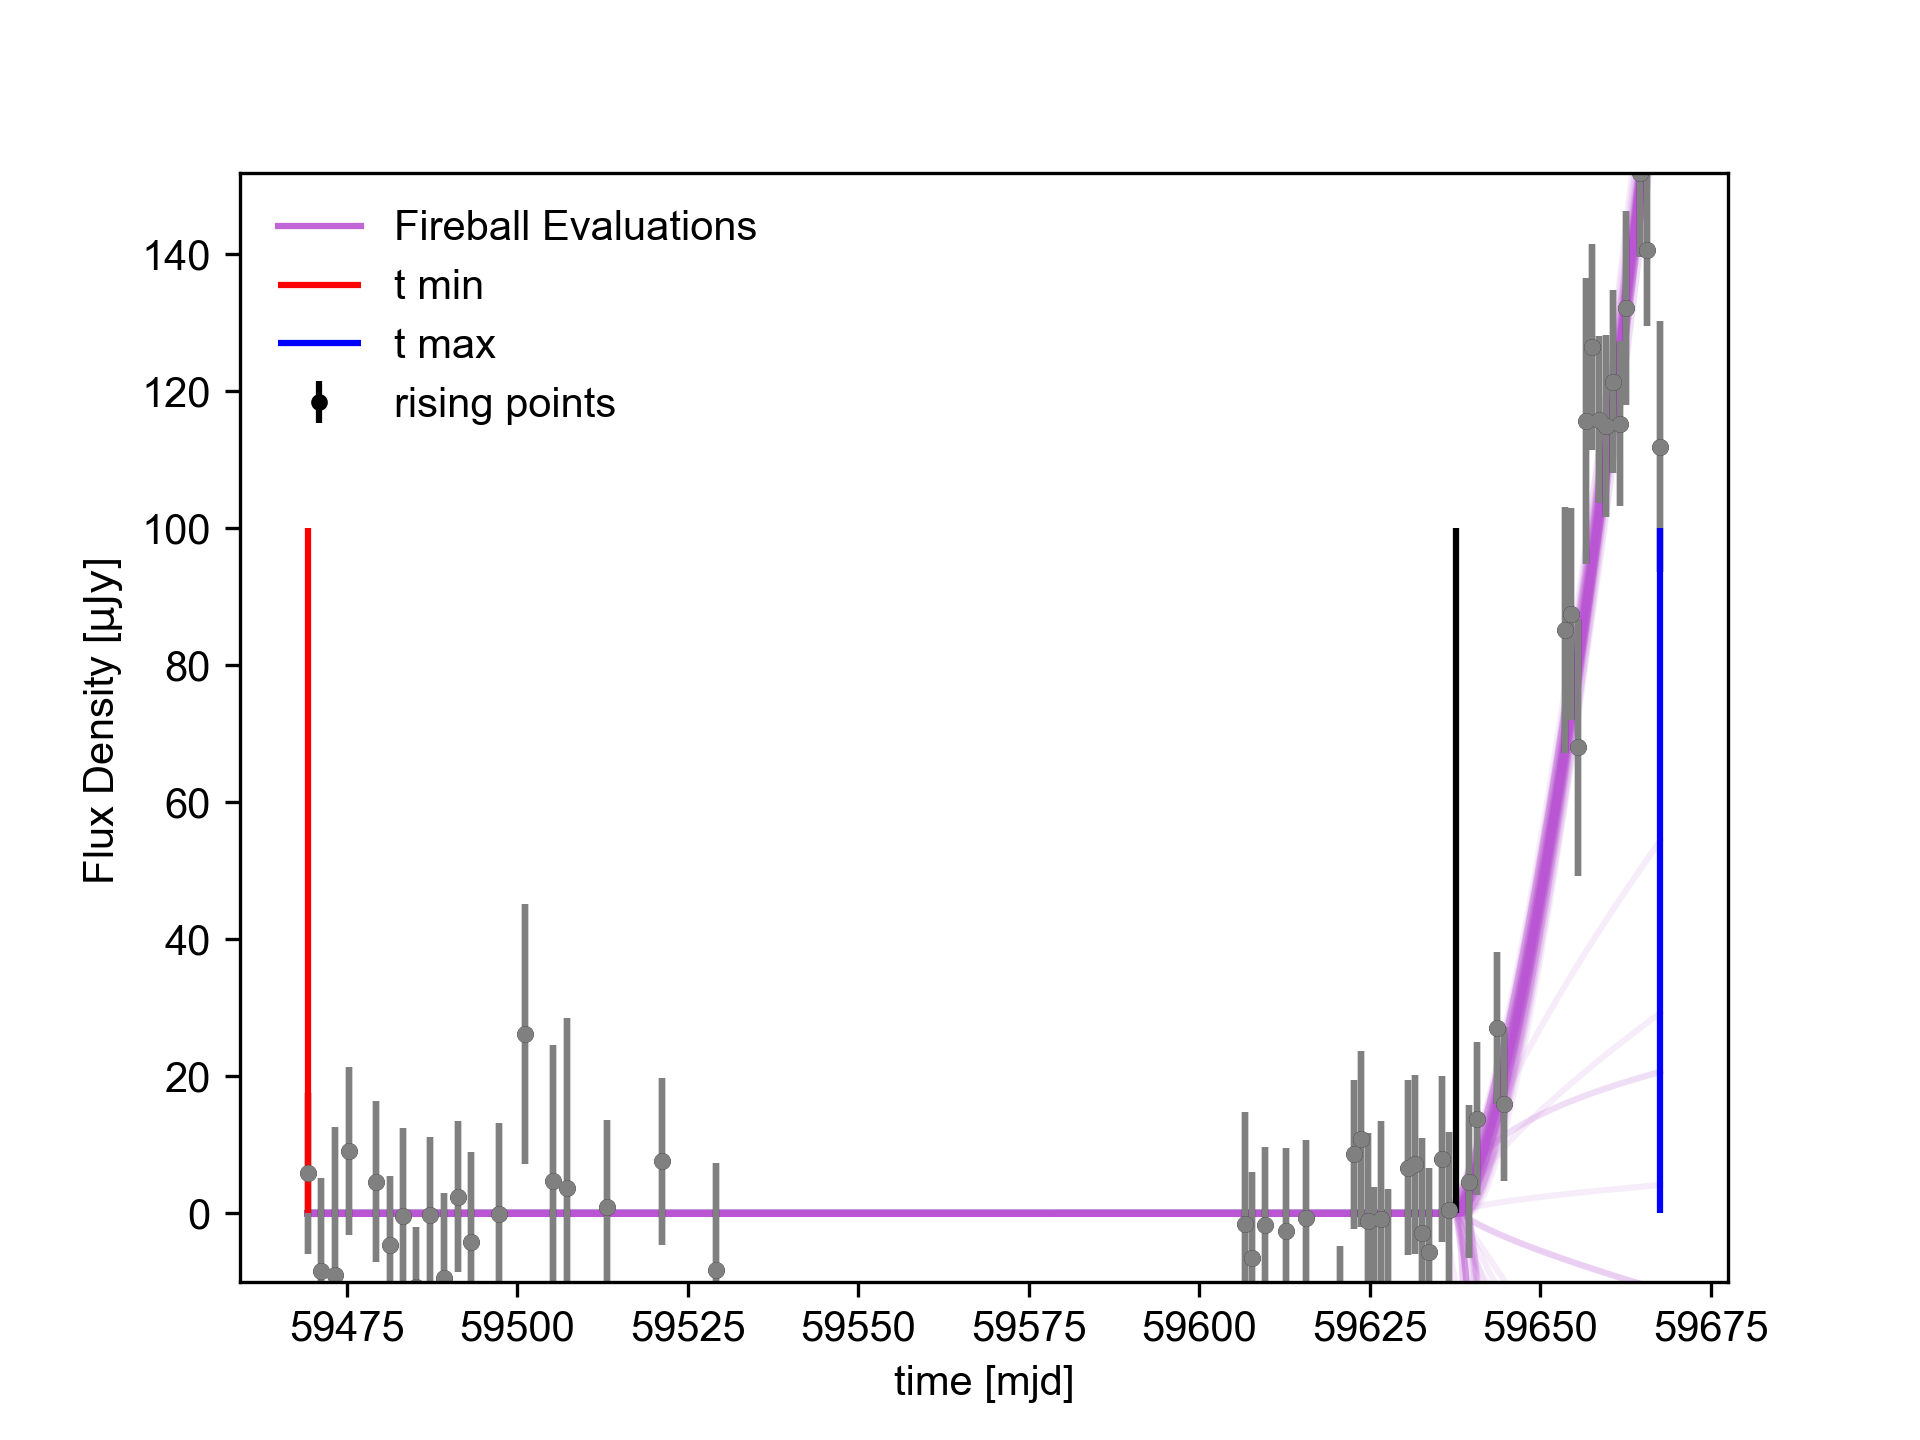 Fireball Evaluations
t min
t max
rising points
140
120
100
80
60
40
20
0
Flux Density [µJy]
59475 59500 59525 59550 59575 59600 59625 59650 59675
time [mjd]